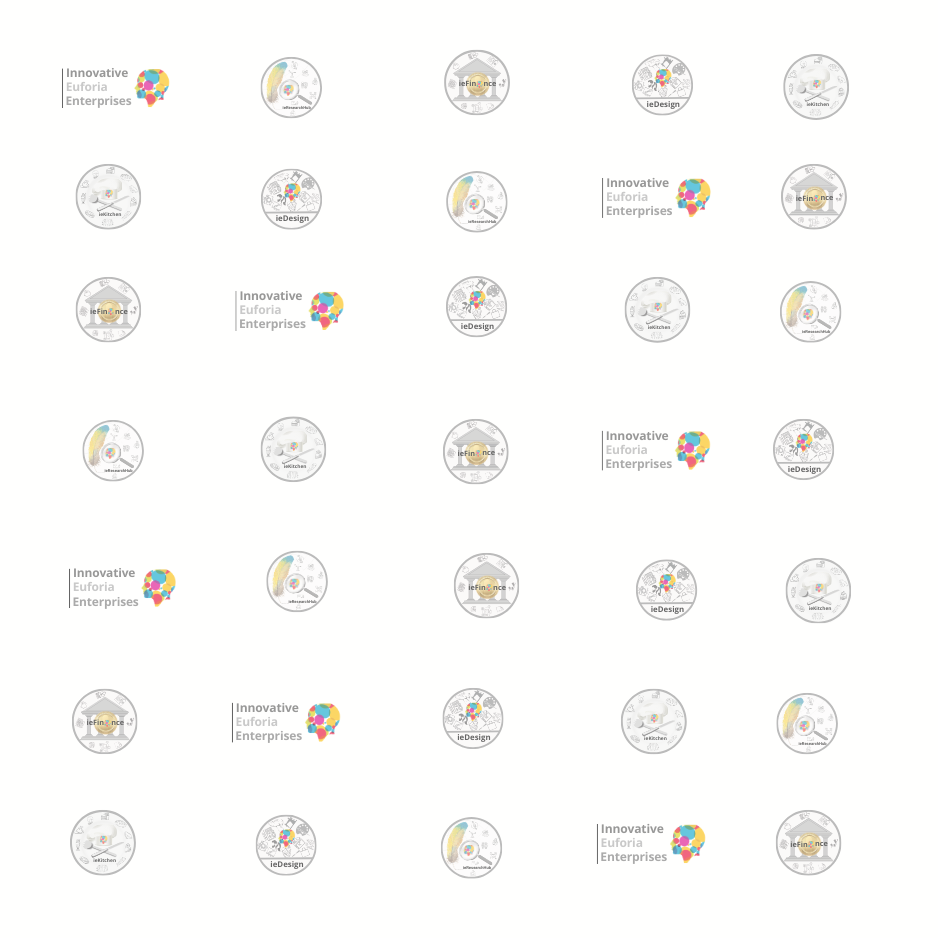 Innovative
Euforia
Enterprises
ieResearchHub
ieFinance
ieDesign
ieKitchen
ieKitchen
ieDesign
ieResearchHub
Innovative
Euforia
Enterprises
ieFinance
ieFinance
Innovative
Euforia
Enterprises
ieDesign
ieKitchen
ieResearchHub
ieResearchHub
ieKitchen
ieFinance
Innovative
Euforia
Enterprises
ieDesign
Innovative
Euforia
Enterprises
ieResearchHub
ieFinance
ieDesign
ieKitchen
ieFinance
Innovative
Euforia
Enterprises
ieDesign
ieKitchen
ieResearchHub
ieKitchen
ieDesign
ieResearchHub
Innovative
Euforia
Enterprises
ieFinance